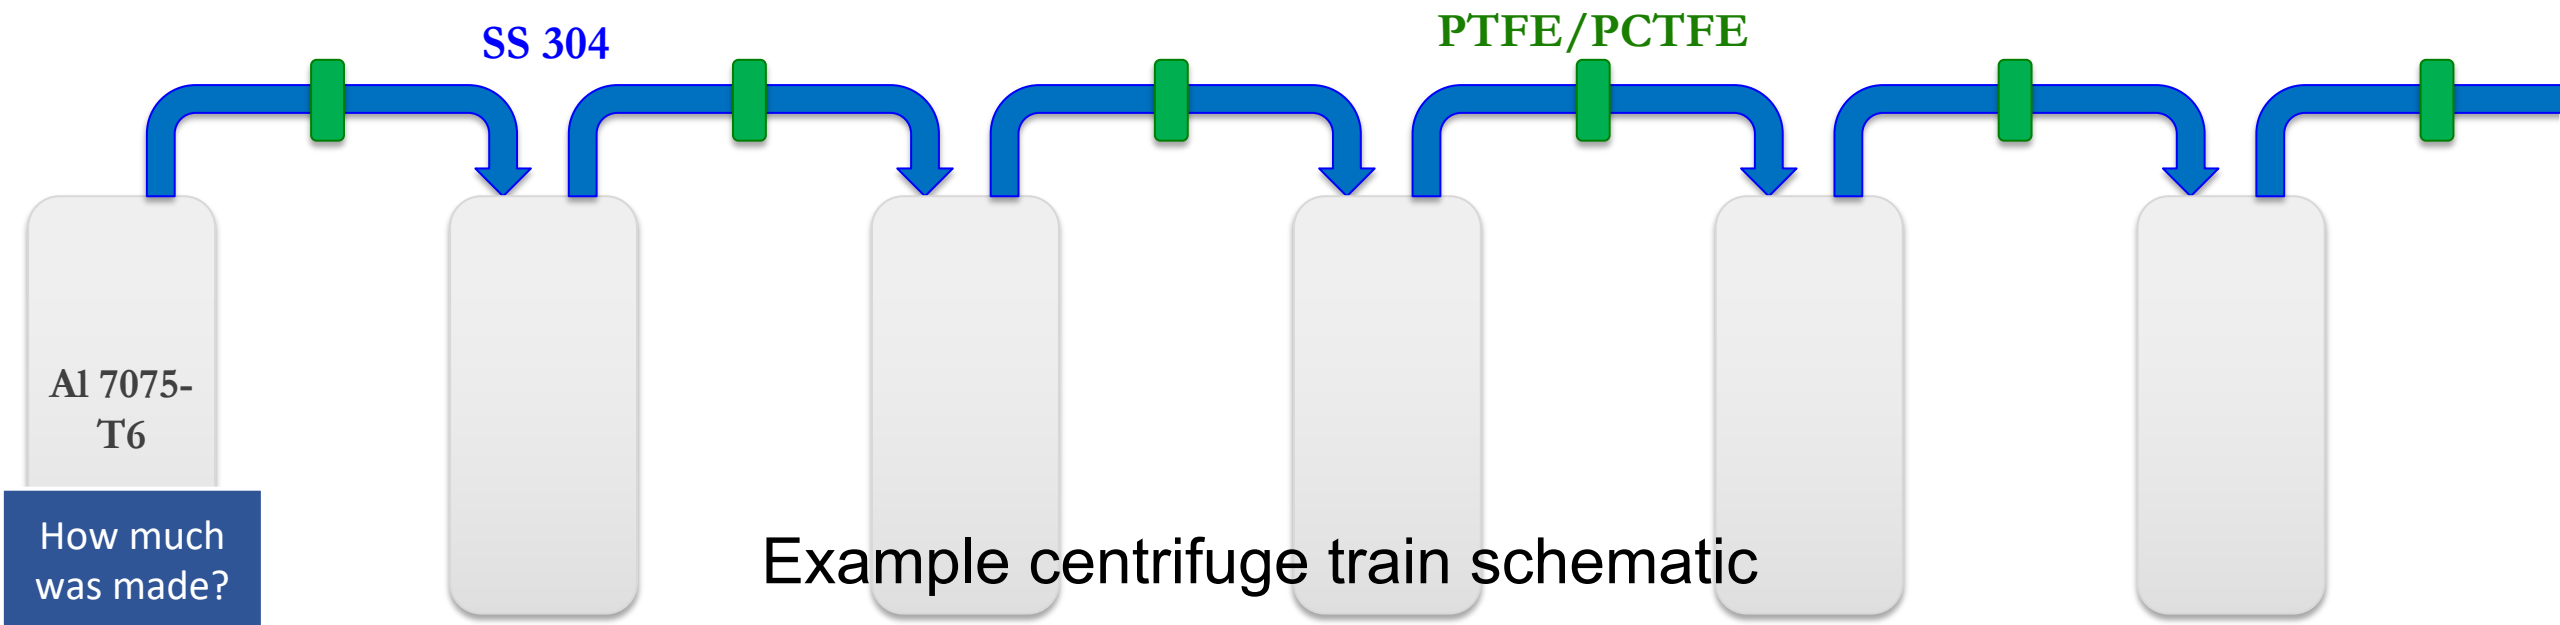 SS 304
PTFE/PCTFE
Al 7075-
T6
How much
was made?
Example centrifuge train schematic